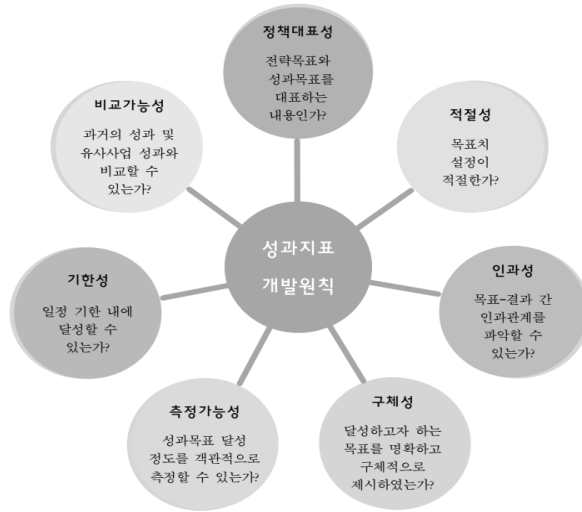 정책대표성
전략목표와
성과목표를
대표하는
내용인가?
비교가능성
과거의 성과 및
유사사업 성과와
비교할 수
있는가?
적절성
목표치
설정이
적절한가?
성과지표
개발원칙
기한성
일정 기한 내에
달성할 수
있는가?
인과성
목표-결과 간
인과관계를
파악할 수
있는가?
측정가능성
성과목표 달성
정도를 객관적으로
측정할 수 있는가?
구체성
달성하고자 하는
목표를 명확하고
구체적으로
제시하였는가?